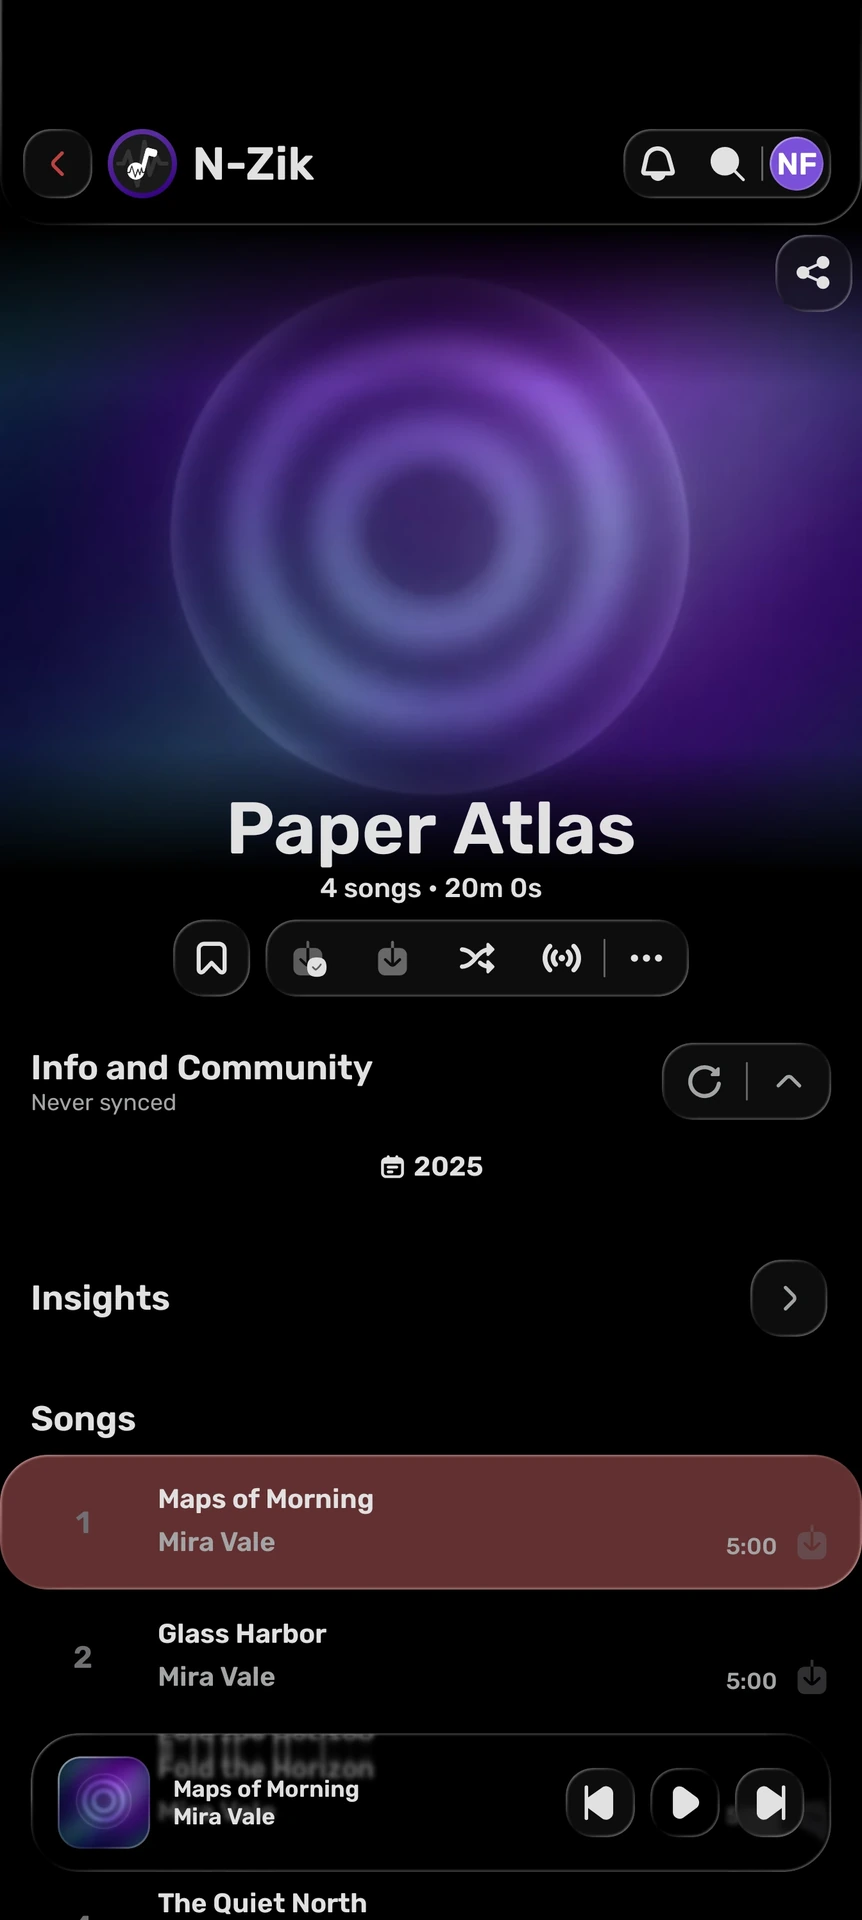 N-Zik
NF
Paper Atlas
4 songs • 20m 0s
Info and Community
Never synced
2025
Insights
Songs
1
Maps of Morning
Mira Vale
5:00
2
Glass Harbor
Mira Vale
5:00
Fold the Horizon
Maps of Morning
Mira Vale
The Quiet North